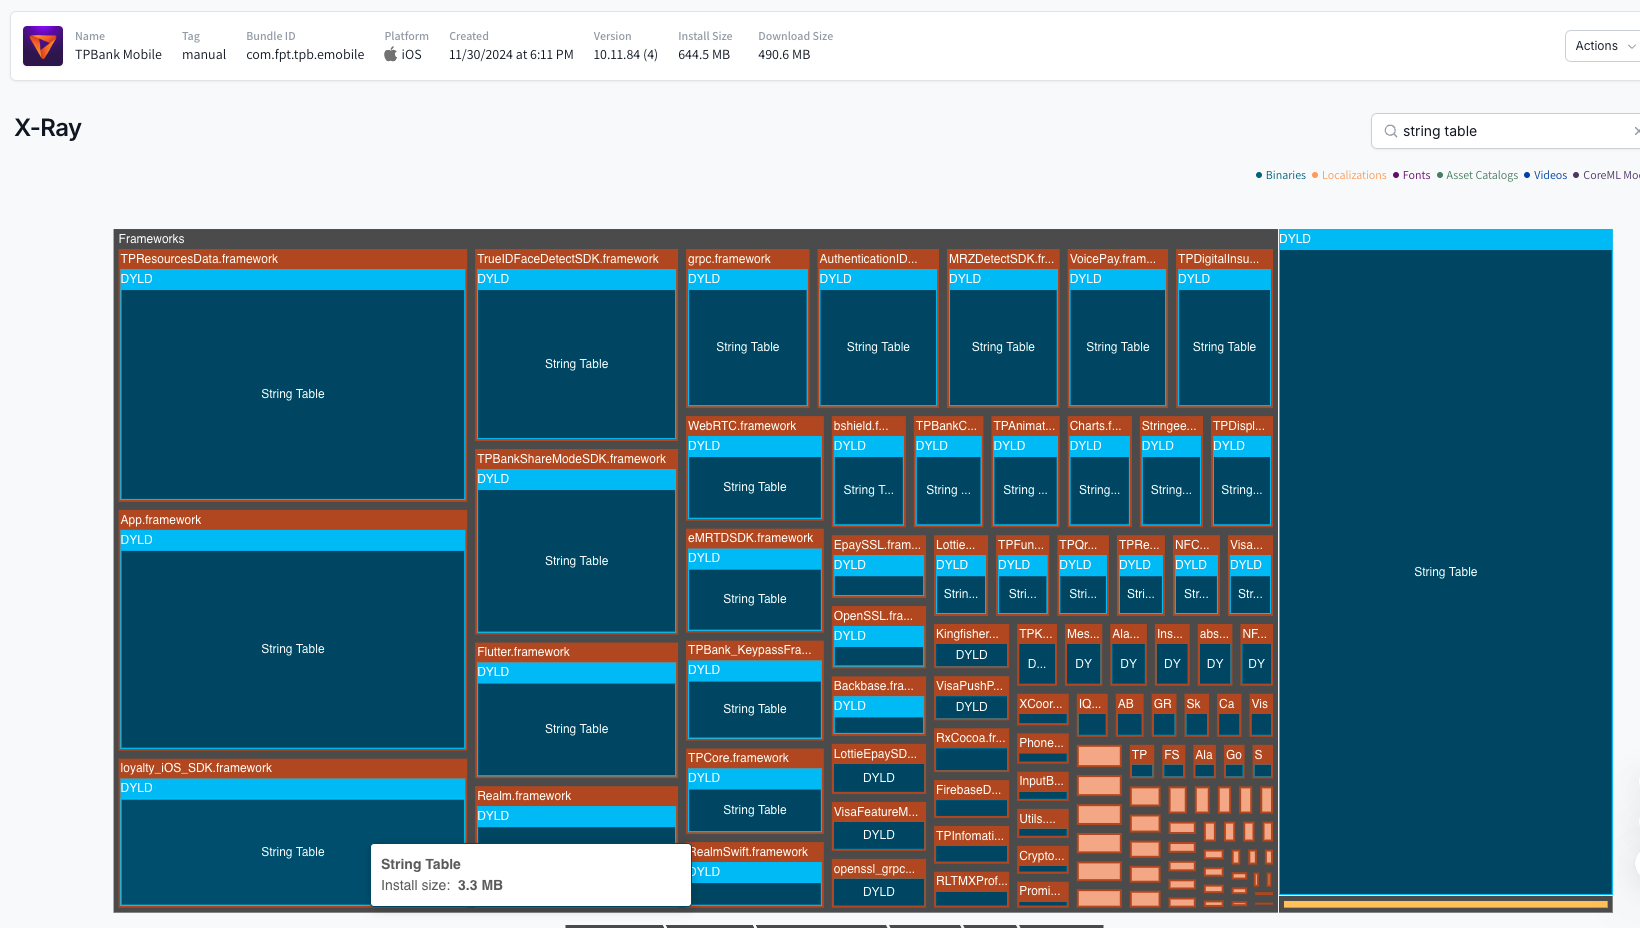 Name
TPBank Mobile
Tag
manual
Bundle ID
com.fpt.tpb.emobile
Platform
iOS
Created
11/30/2024 at 6:11 PM
Version
10.11.84 (4)
Install Size
644.5 MB
Download Size
490.6 MB
Actions
X-Ray
string table
Binaries Localizations Fonts Asset Catalogs Videos CoreML Mo
Frameworks
TPResourcesData.framework
DYLD
String Table
App.framework
DYLD
String Table
loyalty_iOS_SDK.framework
DYLD
String Table
TrueIDFaceDetectSDK.framework
DYLD
String Table
TPBankShareModeSDK.framework
DYLD
String Table
Flutter.framework
DYLD
String Table
Realm.framework
DYLD
String Table
Install size: 3.3 MB
grpc.framework
DYLD
String Table
AuthenticationID...
DYLD
String Table
MRZDetectSDK.fr...
DYLD
String Table
VoicePay.fram...
DYLD
String Table
TPDigitalInsu...
DYLD
String Table
WebRTC.framework
DYLD
String Table
eMRTDSDK.framework
DYLD
String Table
TPBank_KeypassFra...
DYLD
String Table
TPCore.framework
DYLD
String Table
RealmSwift.framework
DYLD
bshield.f...
DYLD
String T...
TPBankC...
DYLD
String ...
TPAnimat...
DYLD
String ...
Charts.f...
DYLD
String...
Stringee...
DYLD
String...
TPDispl...
DYLD
String...
EpaySSL.fram...
DYLD
OpenSSL.fra...
DYLD
Backbase.fra...
DYLD
LottieEpaySD...
DYLD
VisaFeatureM...
DYLD
openssl_grpc...
DYLD
Lottie...
DYLD
Strin...
TPFun...
DYLD
Stri...
TPQr...
DYLD
Stri...
TPRe...
DYLD
Stri...
NFC...
DYLD
Str...
Visa...
DYLD
Str...
Kingfisher...
DYLD
VisaPushP...
DYLD
RxCocoa.fr...
FirebaseD...
TPInfomati...
RLTMXProf...
TPK...
D...
Mes...
DY
Ala...
DY
Ins...
DY
abs...
DY
NF...
DY
XCoor...
Phone...
InputB...
Utils....
Crypto...
Promi...
IQ...
AB
GR
Sk
Ca
Vis
TP
FS
Ala
Go
S
DYLD
String Table